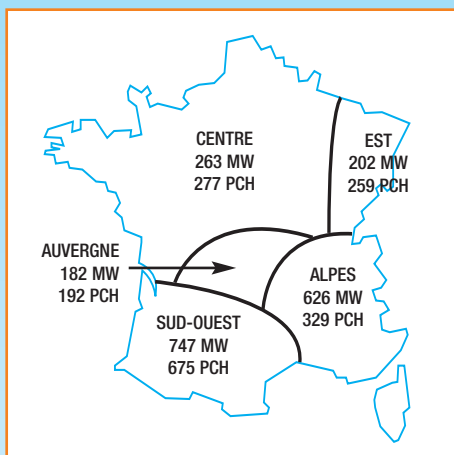 CENTRE
263 MW
277 PCH
EST
202 MW
259 PCH
AUVERGNE
182 MW
192 PCH
ALPES
626 MW
329 PCH
SUD-OUEST
747 MW
675 PCH